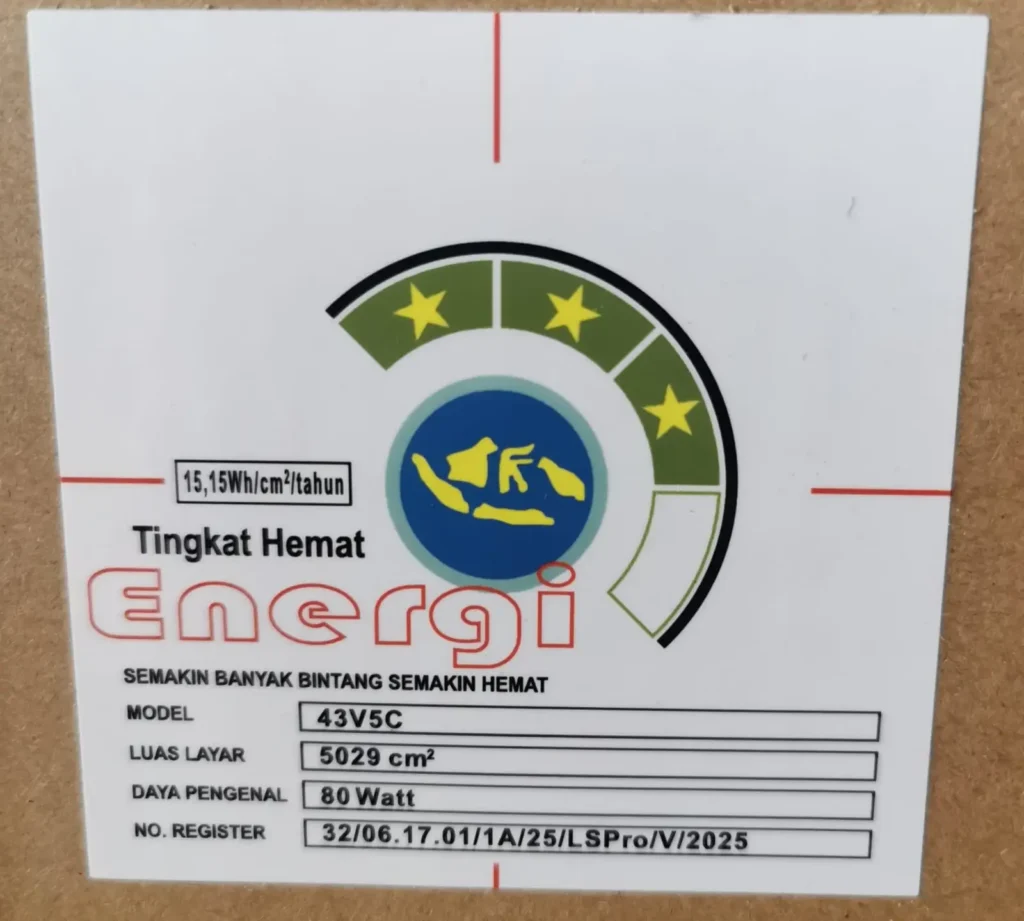 15,15Wh/cm²/tahun
Tingkat Hemat
Energi
SEMAKIN BANYAK BINTANG SEMAKIN HEMAT
MODEL 43V5C
LUAS LAYAR 5029 cm²
DAYA PENGENAL 80 Watt
NO. REGISTER 32/06.17.01/1A/25/LSPro/V/2025